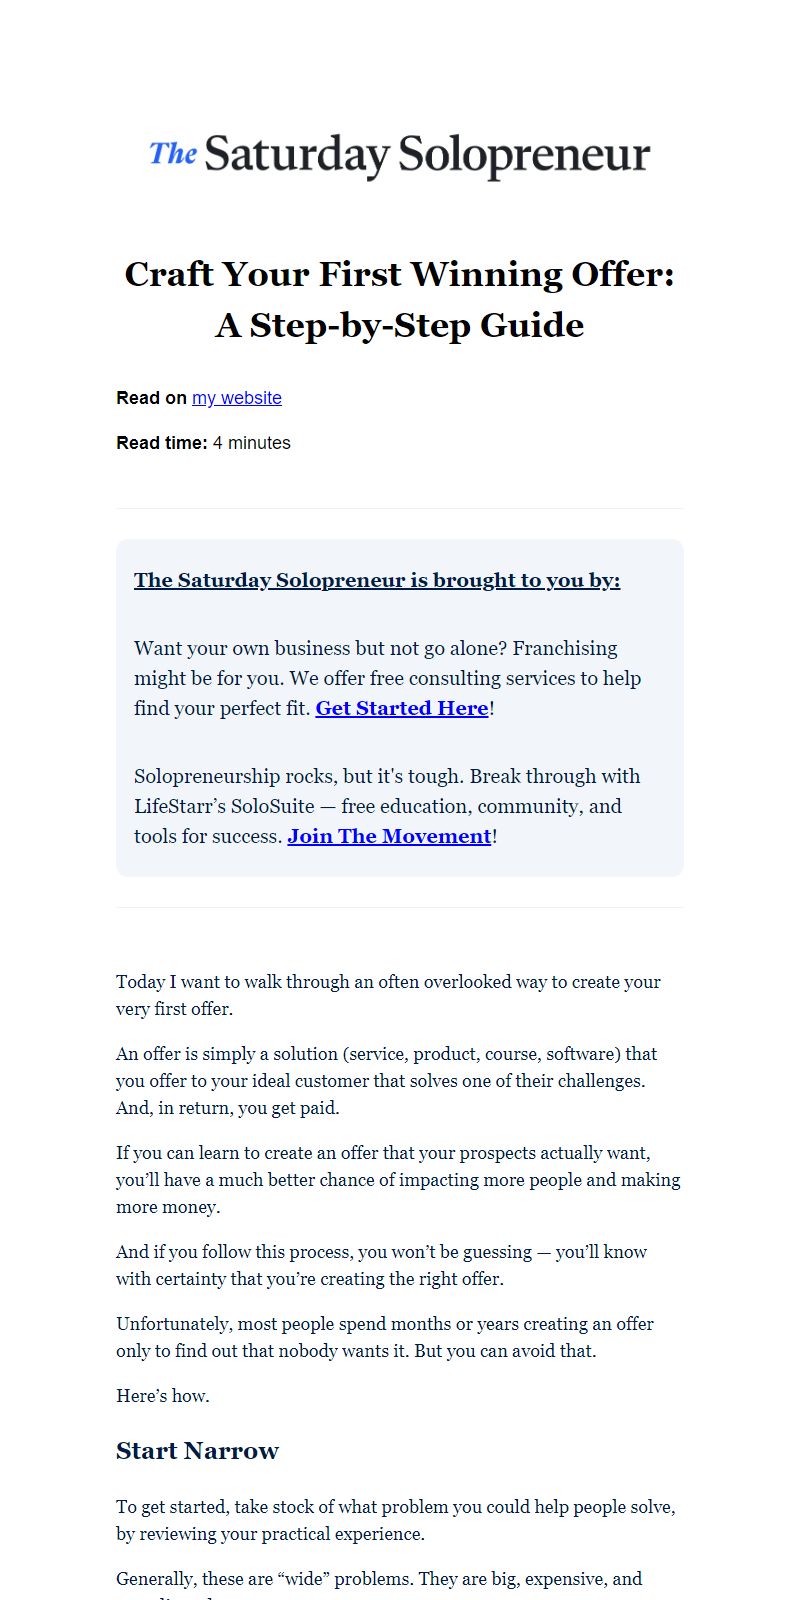 The Saturday Solopreneur
Craft Your First Winning Offer:
A Step-by-Step Guide
Read on my website
Read time: 4 minutes
The Saturday Solopreneur is brought to you by:
Want your own business but not go alone? Franchising
might be for you. We offer free consulting services to help
find your perfect fit. Get Started Here!
Solopreneurship rocks, but it's tough. Break through with
LifeStarr’s SoloSuite — free education, community, and
tools for success. Join The Movement!
Today I want to walk through an often overlooked way to create your
very first offer.
An offer is simply a solution (service, product, course, software) that
you offer to your ideal customer that solves one of their challenges.
And, in return, you get paid.
If you can learn to create an offer that your prospects actually want,
you’ll have a much better chance of impacting more people and making
more money.
And if you follow this process, you won’t be guessing — you’ll know
with certainty that you’re creating the right offer.
Unfortunately, most people spend months or years creating an offer
only to find out that nobody wants it. But you can avoid that.
Here’s how.
Start Narrow
To get started, take stock of what problem you could help people solve,
by reviewing your practical experience.
Generally, these are “wide” problems. They are big, expensive, and